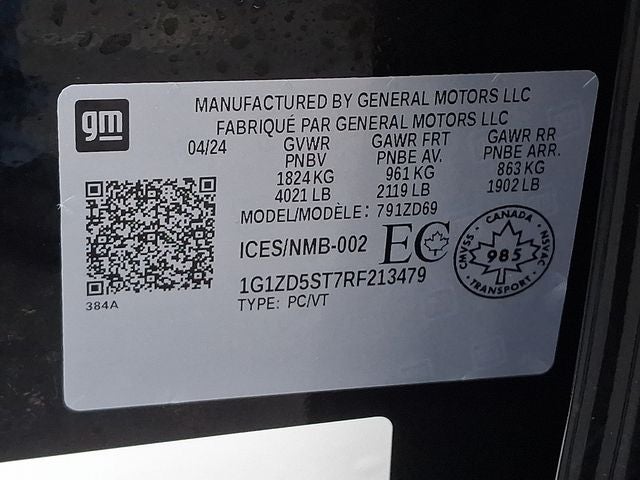 gm
MANUFACTURED BY GENERAL MOTORS LLC
FABRIQUÉ PAR GENERAL MOTORS LLC
04/24 GVWR GAWR FRT GAWR RR
PNBV PNBE AV. PNBE ARR.
1824 KG 961 KG 863 KG
4021 LB 2119 LB 1902 LB
MODEL/MODÈLE: 791ZD69
ICES/NMB-002 EC
CANADA
CMVSS 985 NSVAC
TRANSPORT
1G1ZD5ST7RF213479
TYPE: PC/VT
384A